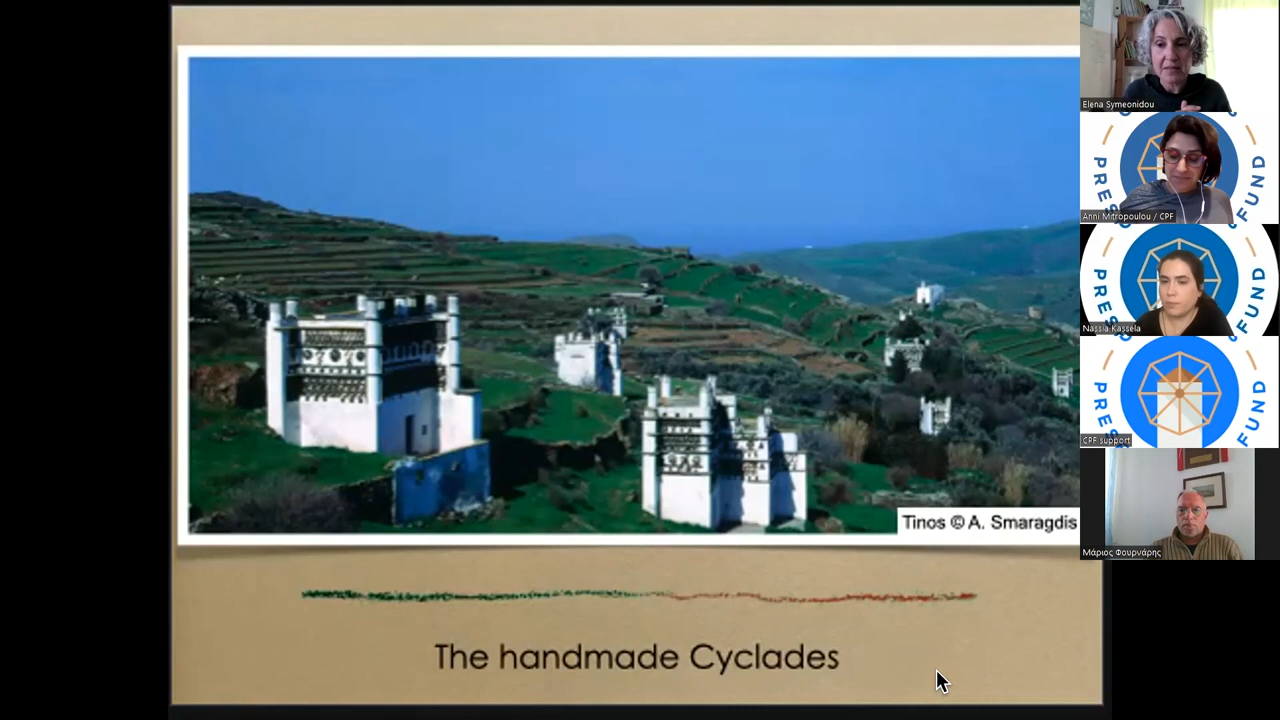 Tinos © A. Smaragdis
The handmade Cyclades
Elena Symeonidou
PRES FUND
Anni Mitropoulou / CPF
PRES FUND
Nassia Kassela
PRES FUND
CPF support
Μάριος Φουρνάρης